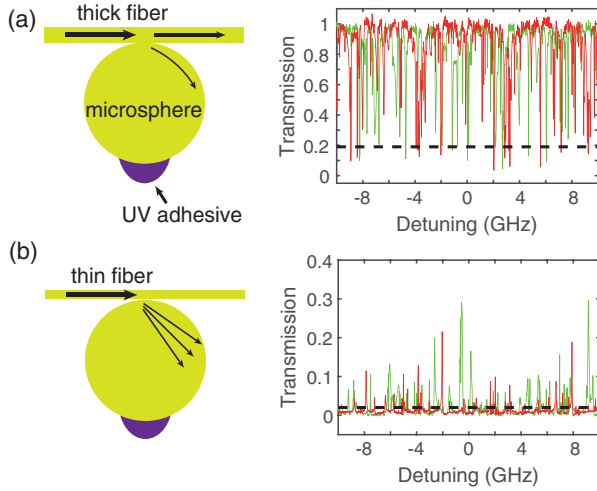 (a)
thick fiber
microsphere
UV adhesive
Transmission
1
0.8
0.6
0.4
0.2
0
-8 -4 0 4 8
Detuning (GHz)
(b)
thin fiber
Transmission
0.4
0.3
0.2
0.1
0
-8 -4 0 4 8
Detuning (GHz)